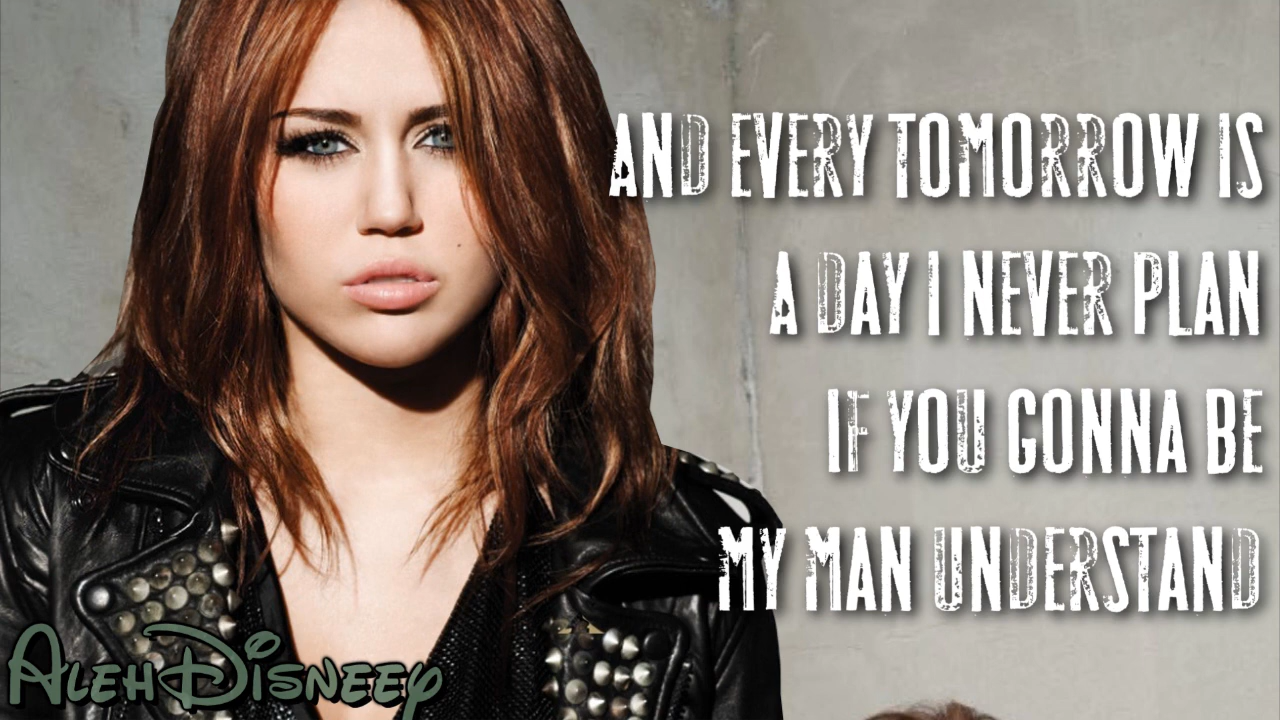 AND EVERY TOMORROW IS
A DAY I NEVER PLAN
IF YOU GONNA BE
MY MAN UNDERSTAND
ALEHDISNEEY